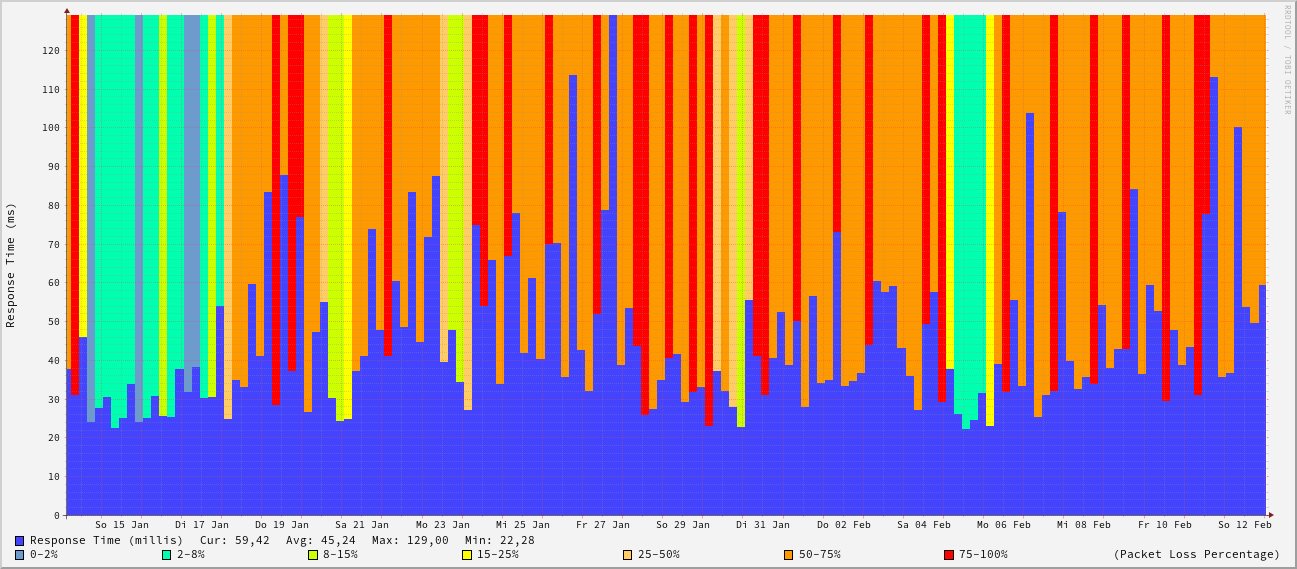 RRDTOOL / TOBI OETIKER
Response Time (ms)
120
110
100
90
80
70
60
50
40
30
20
10
0
So 15 Jan Di 17 Jan Do 19 Jan Sa 21 Jan Mo 23 Jan Mi 25 Jan Fr 27 Jan So 29 Jan Di 31 Jan Do 02 Feb Sa 04 Feb Mo 06 Feb Mi 08 Feb Fr 10 Feb So 12 Feb
Response Time (millis) Cur: 59,42 Avg: 45,24 Max: 129,00 Min: 22,28
0-2% 2-8% 8-15% 15-25% 25-50% 50-75% 75-100% (Packet Loss Percentage)